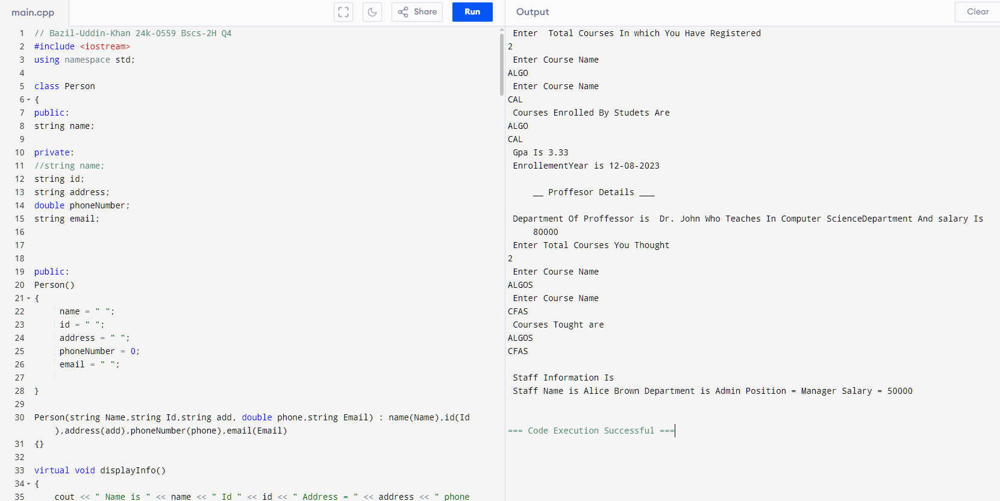 main.cpp
Share
Run
1 // Bazil-Uddin-Khan 24k-0559 Bscs-2H Q4
2 #include <iostream>
3 using namespace std;
4
5 class Person
6 {
7 public:
8 string name;
9
10 private:
11 //string name;
12 string id;
13 string address;
14 double phoneNumber;
15 string email;
16
17
18
19 public:
20 Person()
21 {
22 name = " ";
23 id = " ";
24 address = " ";
25 phoneNumber = 0;
26 email = " ";
27
28 }
29
30 Person(string Name,string Id,string add, double phone,string Email) : name(Name),id(Id
),address(add),phoneNumber(phone),email(Email)
31 {}
32
33 virtual void displayInfo()
34 {
35 cout << " Name is " << name << " Id " << id << " Address = " << address << " phone
Output
Clear
Enter  Total Courses In which You Have Registered
2
Enter Course Name
ALGO
Enter Course Name
CAL
Courses Enrolled By Studets Are
ALGO
CAL
Gpa Is 3.33
EnrollementYear is 12-08-2023
__ Proffesor Details ___
Department Of Proffessor is  Dr. John Who Teaches In Computer ScienceDepartment And salary Is
80000
Enter Total Courses You Thought
2
Enter Course Name
ALGOS
Enter Course Name
CFAS
Courses Tought are
ALGOS
CFAS
Staff Information Is
Staff Name is Alice Brown Department is Admin Position = Manager Salary = 50000
=== Code Execution Successful ===